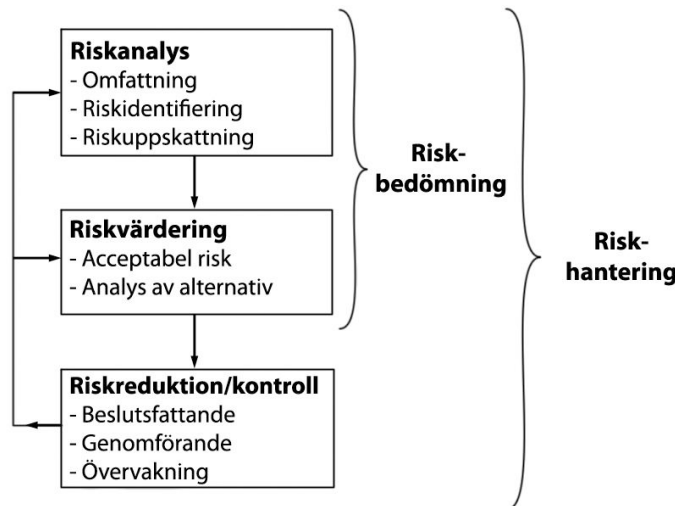 Riskanalys
- Omfattning
- Riskidentifiering
- Riskuppskattning
Risk-
bedömning
Riskvärdering
- Acceptabel risk
- Analys av alternativ
Risk-
hantering
Riskreduktion/kontroll
- Beslutsfattande
- Genomförande
- Övervakning